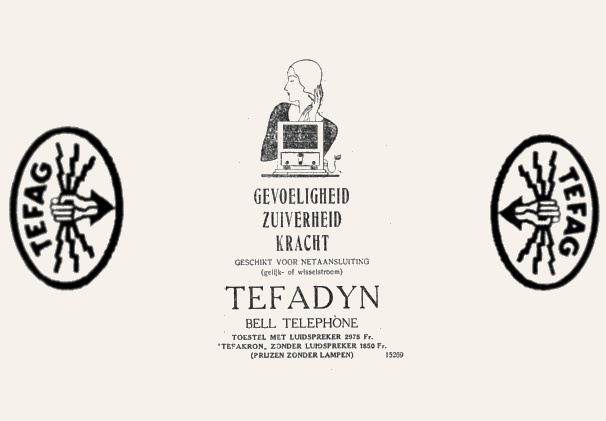 TEFAG
GEVOELIGHEID
ZUIVERHEID
KRACHT
GESCHIKT VOOR NETAANSLUITING
(gelijk- of wisselstroom)
TEFADYN
BELL TELEPHONE
TOESTEL MET LUIDSPREKER 2975 Fr.
"TEFAKRON„ ZONDER LUIDSPREKER 1850 Fr.
(PRIJZEN ZONDER LAMPEN) 15269
TEFAG